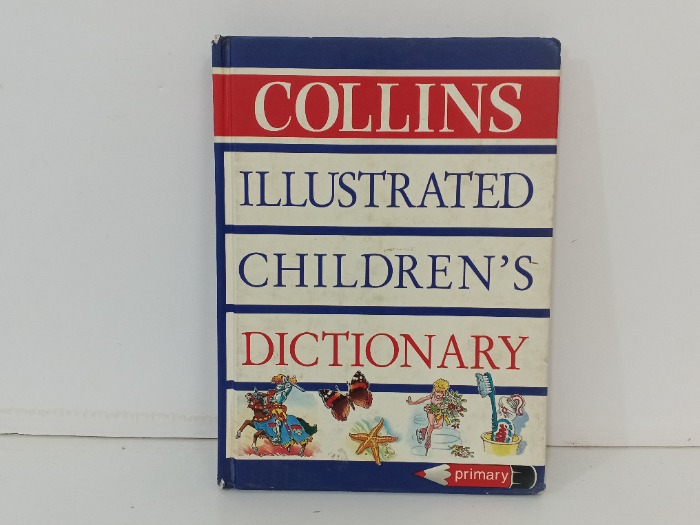 COLLINS
ILLUSTRATED
CHILDREN'S
DICTIONARY
primary